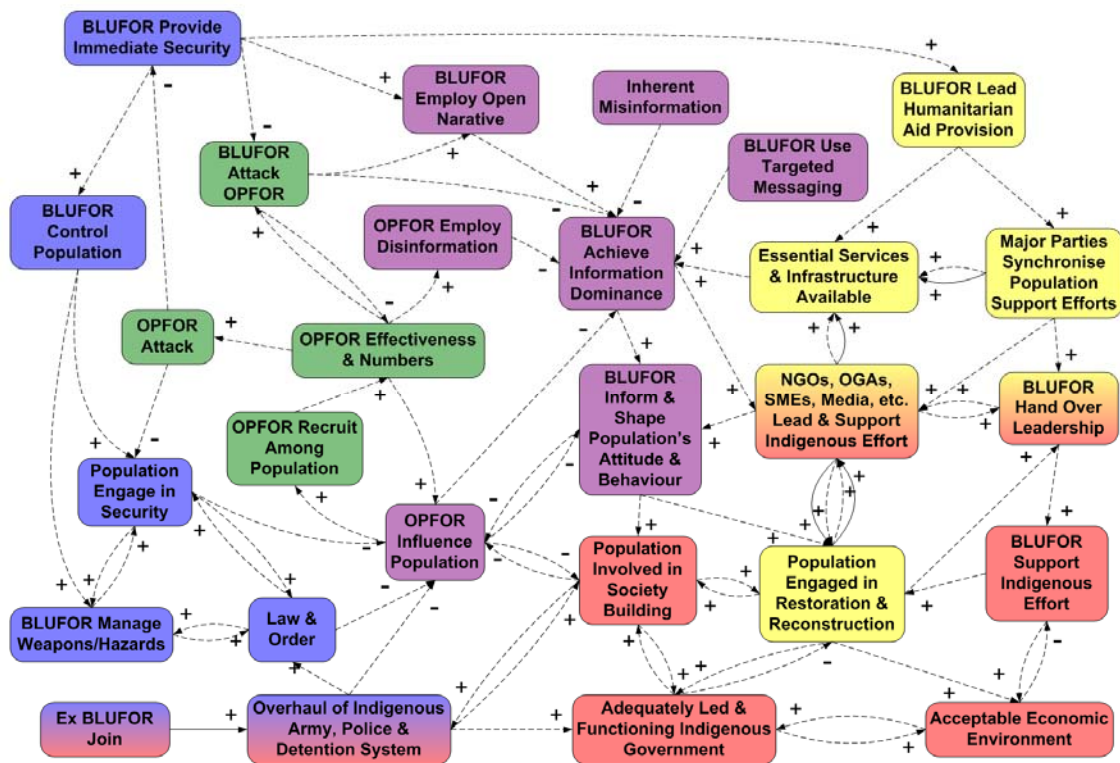 BLUFOR Provide
Immediate Security
BLUFOR
Employ Open
Narative
Inherent
Misinformation
BLUFOR Lead
Humanitarian
Aid Provision
BLUFOR
Attack
OPFOR
BLUFOR Use
Targeted
Messaging
BLUFOR
Control
Population
OPFOR Employ
Disinformation
BLUFOR
Achieve
Information
Dominance
Essential Services
& Infrastructure
Available
Major Parties
Synchronise
Population
Support Efforts
OPFOR
Attack
OPFOR Effectiveness
& Numbers
BLUFOR
Inform &
Shape
Population's
Attitude &
Behaviour
NGOs, OGAs,
SMEs, Media, etc.
Lead & Support
Indigenous Effort
BLUFOR
Hand Over
Leadership
OPFOR Recruit
Among
Population
Population
Engage in
Security
OPFOR
Influence
Population
Population
Involved in
Society
Building
Population
Engaged in
Restoration &
Reconstruction
BLUFOR
Support
Indigenous
Effort
BLUFOR Manage
Weapons/Hazards
Law &
Order
Ex BLUFOR
Join
Overhaul of Indigenous
Army, Police &
Detention System
Adequately Led &
Functioning Indigenous
Government
Acceptable Economic
Environment